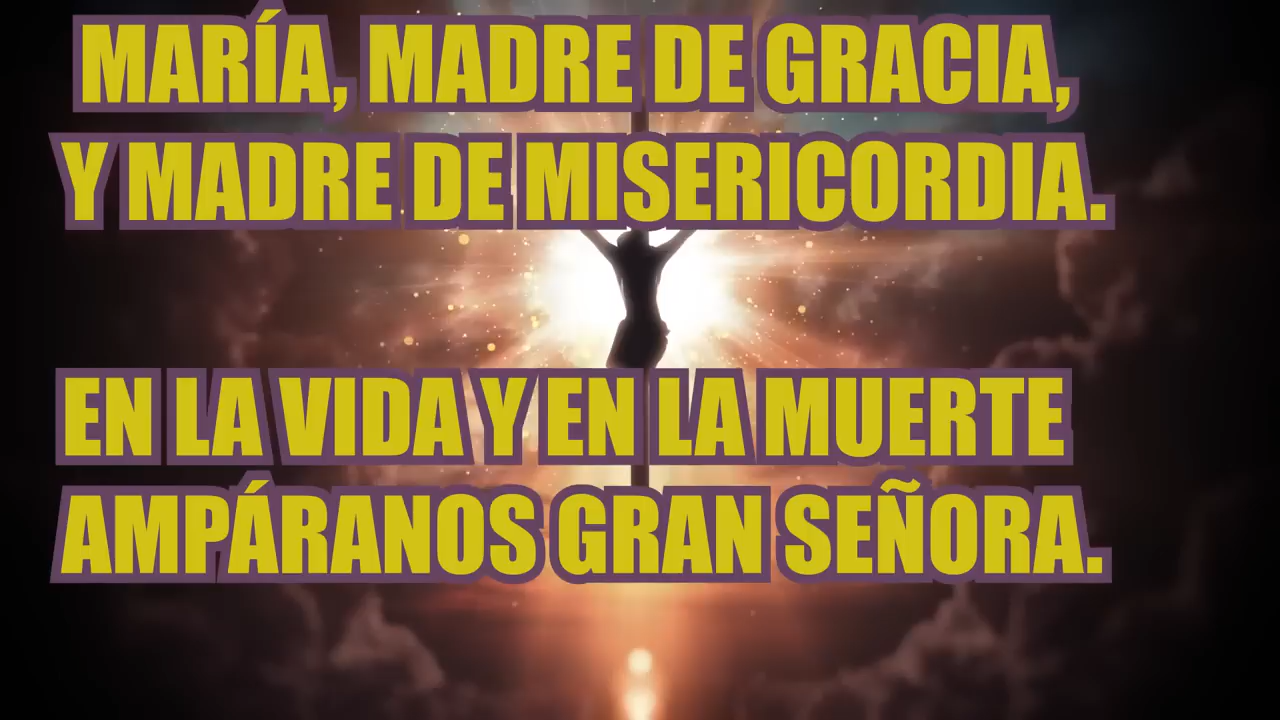 MARÍA, MADRE DE GRACIA,
Y MADRE DE MISERICORDIA.
EN LA VIDA Y EN LA MUERTE
AMPÁRANOS GRAN SEÑORA.